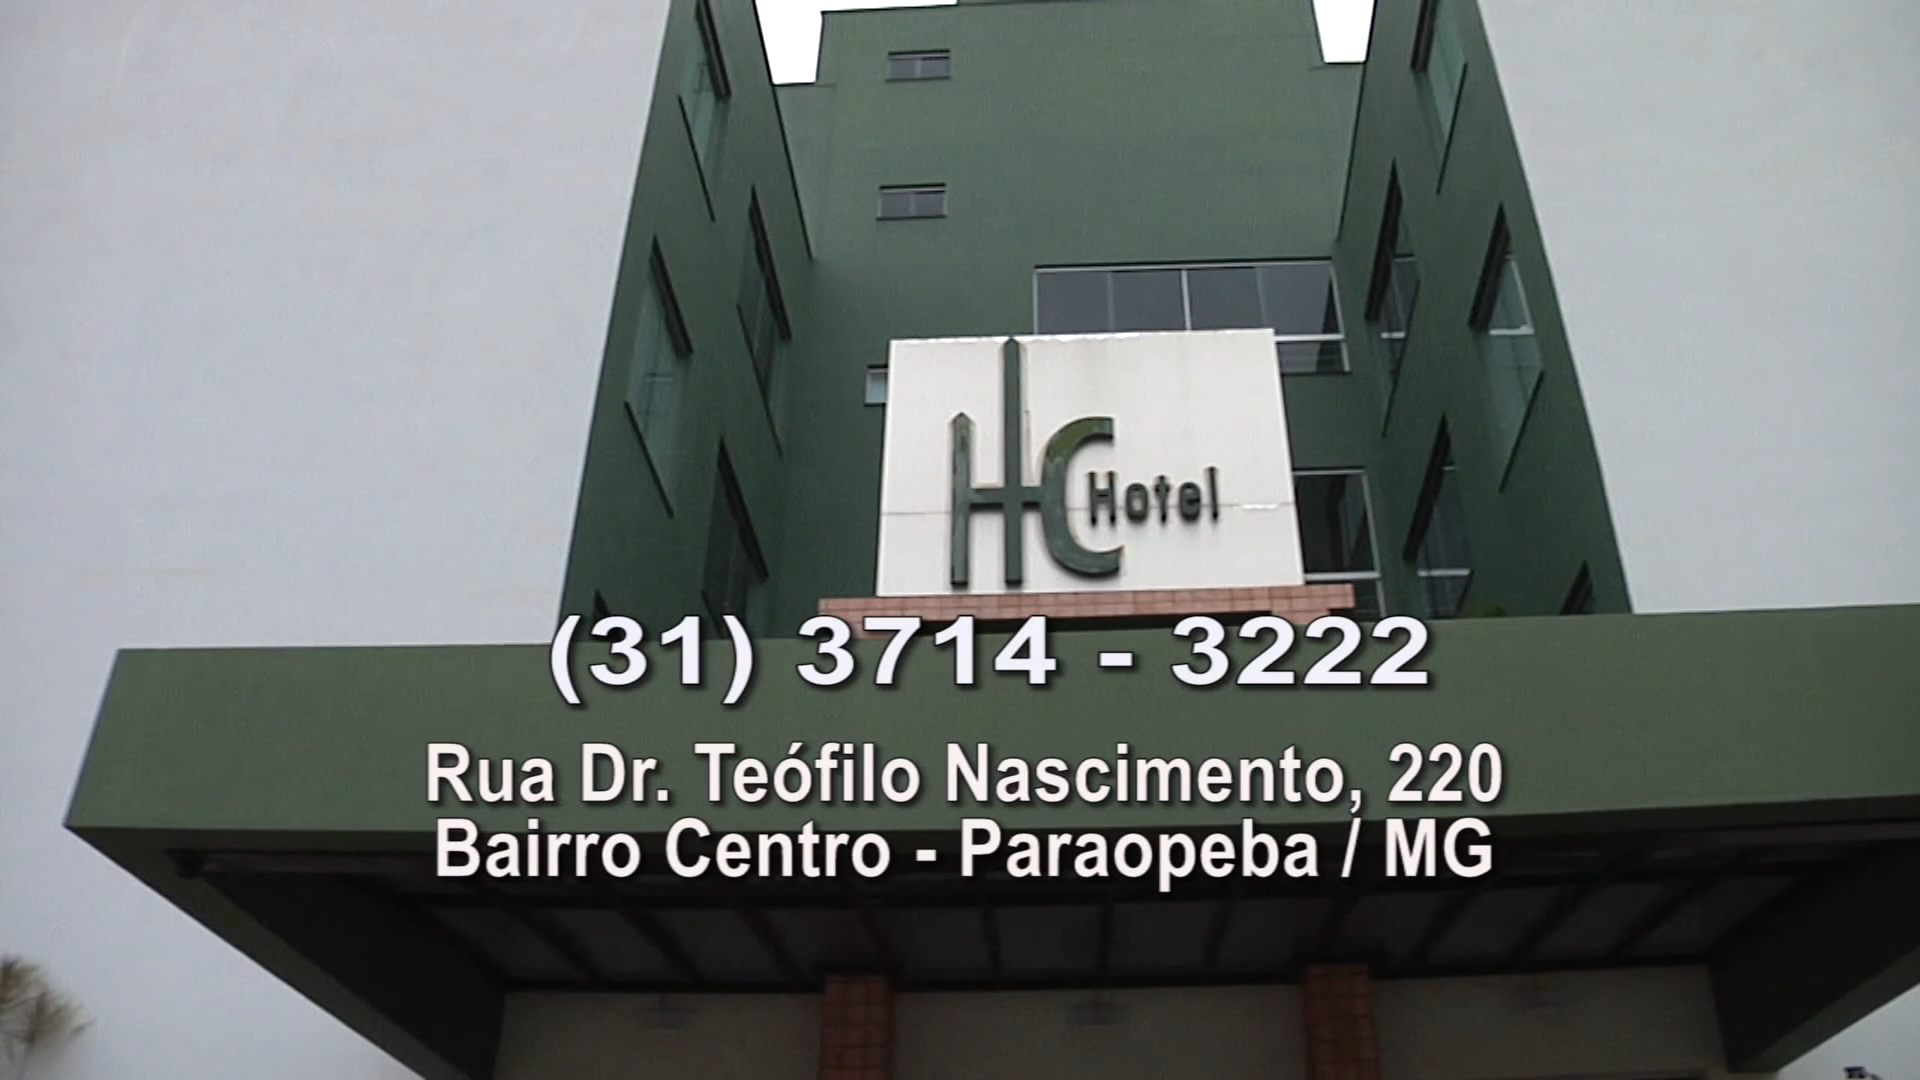 HC Hotel
(31) 3714 - 3222
Rua Dr. Teófilo Nascimento, 220
Bairro Centro - Paraopeba / MG